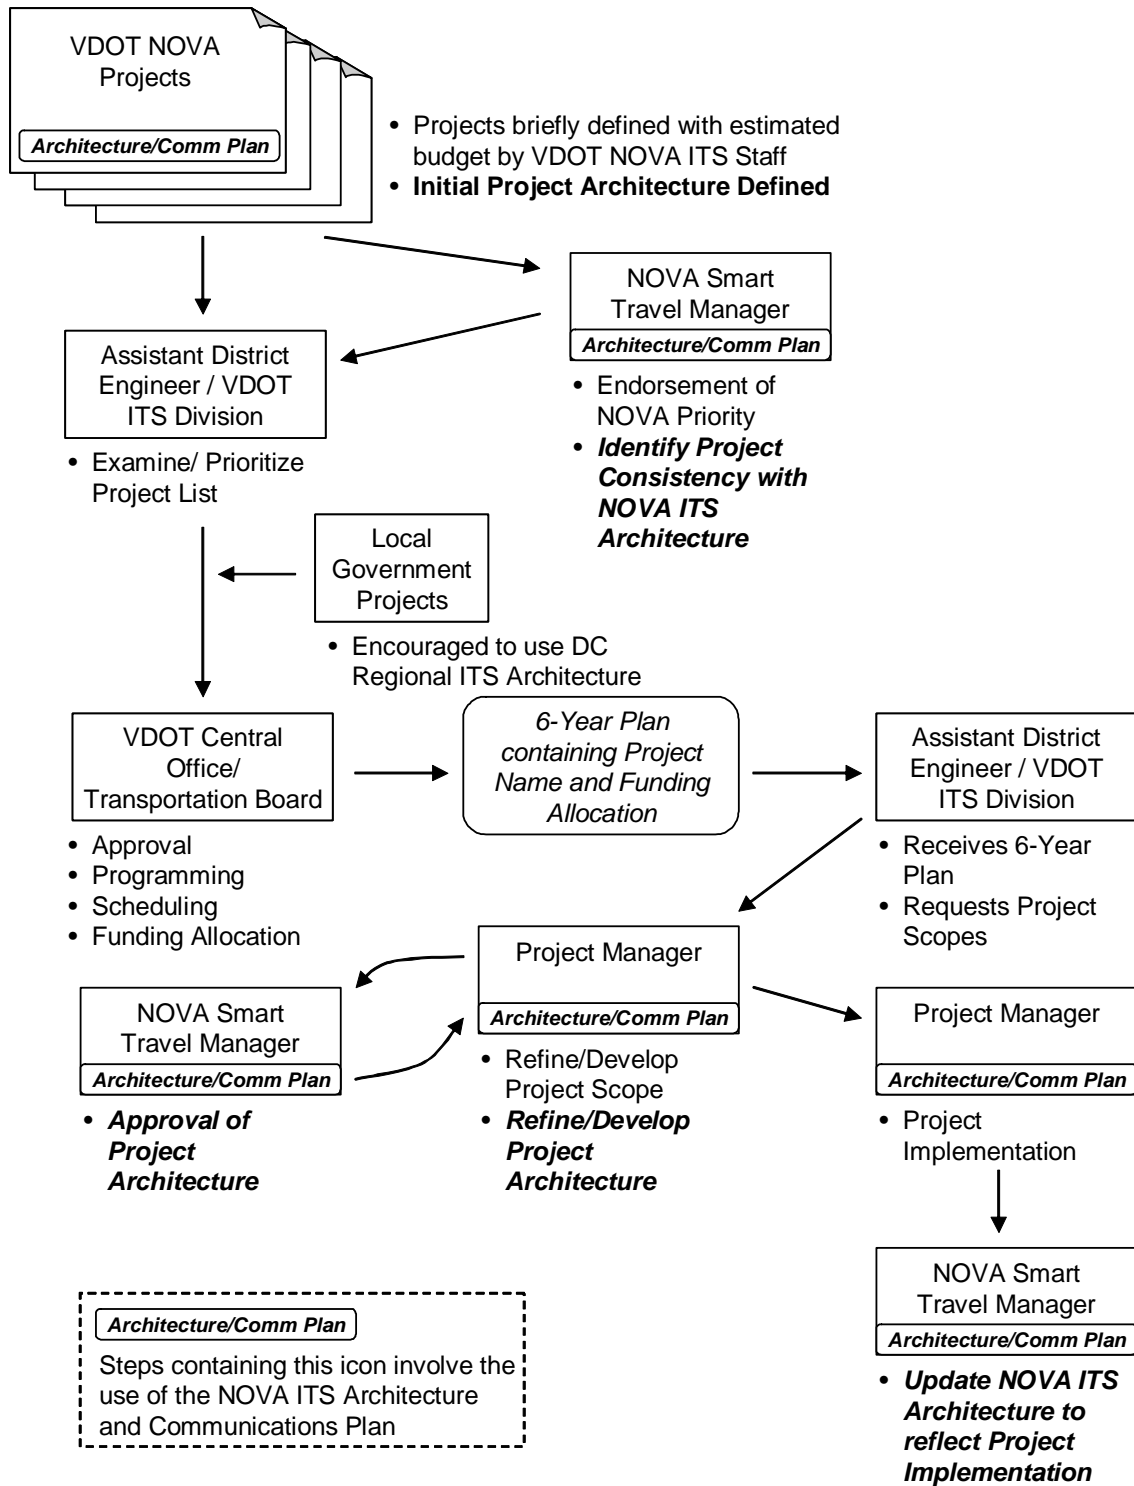 VDOT NOVA
Projects
Architecture/Comm Plan
• Projects briefly defined with estimated
budget by VDOT NOVA ITS Staff
• Initial Project Architecture Defined
NOVA Smart
Travel Manager
Architecture/Comm Plan
• Endorsement of
NOVA Priority
• Identify Project
Consistency with
NOVA ITS
Architecture
Assistant District
Engineer / VDOT
ITS Division
• Examine/ Prioritize
Project List
Local
Government
Projects
• Encouraged to use DC
Regional ITS Architecture
VDOT Central
Office/
Transportation Board
• Approval
• Programming
• Scheduling
• Funding Allocation
6-Year Plan
containing Project
Name and Funding
Allocation
Assistant District
Engineer / VDOT
ITS Division
• Receives 6-Year
Plan
• Requests Project
Scopes
Project Manager
Architecture/Comm Plan
• Refine/Develop
Project Scope
• Refine/Develop
Project
Architecture
NOVA Smart
Travel Manager
Architecture/Comm Plan
• Approval of
Project
Architecture
Project Manager
Architecture/Comm Plan
• Project
Implementation
NOVA Smart
Travel Manager
Architecture/Comm Plan
• Update NOVA ITS
Architecture to
reflect Project
Implementation
Architecture/Comm Plan
Steps containing this icon involve the
use of the NOVA ITS Architecture
and Communications Plan